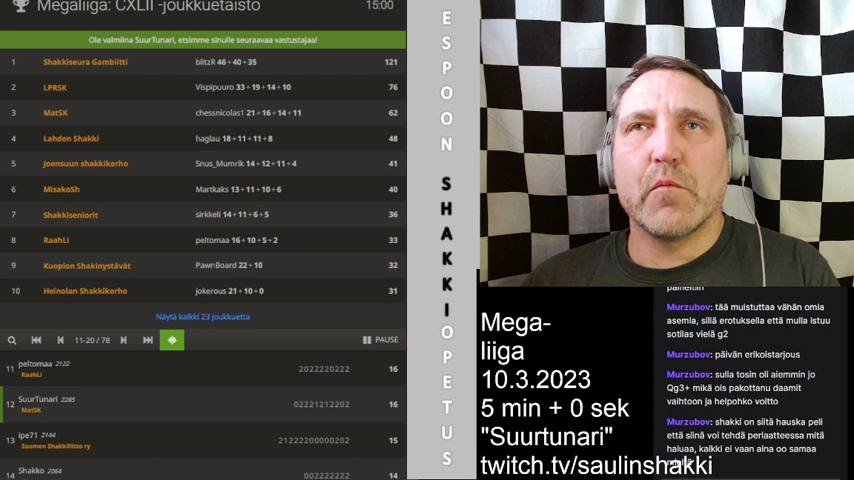 Megaliiga: CXLII -joukkuetaisto 15:00
Ole valmiina SuurTunari, etsimme sinulle seuraavaa vastustajaa!
1 Shakkiseura Gambiitti blitzR 46 + 40 + 35 121
2 LPRSK Vispipuuro 33 + 19 + 14 + 10 76
3 MatSK chessnicolas1 21 + 16 + 14 + 11 62
4 Lahden Shakki haglau 18 + 11 + 11 + 8 48
5 Joensuun shakkikerho Snus_Mumrik 14 + 12 + 11 + 4 41
6 MisakoSh Martkaks 13 + 11 + 10 + 6 40
7 Shakkiseniorit sirkkeli 14 + 11 + 6 + 5 36
8 RaahLi peltomaa 16 + 10 + 5 + 2 33
9 Kuopion Shakinystävät PawnBoard 22 + 10 32
10 Heinolan Shakkikerho jokerous 21 + 10 + 0 31
Näytä kaikki 23 joukkuetta
11-20 / 78 PAUSE
11 peltomaa 2122 2022220222 16
RaahLi
12 SuurTunari 2285 02221212202 16
MatSK
13 ipe71 2144 21222200000202 15
Suomen Shakkiliitto ry
14 Shakko 2064 002222222 14
ESPOON SHAKKIOPETUS
Mega-
liiga
10.3.2023
5 min + 0 sek
"Suurtunari"
twitch.tv/saulinshakki
painettiin
Murzubov: tää muistuttaa vähän omia
asemia, sillä erotuksella että mulla istuu
sotilas vielä g2
Murzubov: päivän erikoistarjous
Murzubov: sulla tosin oli aiemmin jo
Qg3+ mikä ois pakottanu daamit
vaihtoon ja helpohko voitto
Murzubov: shakki on siitä hauska peli
että siinä voi tehdä perlaatteessa mitä
haluaa, kaikki ei vaan aina oo samaa